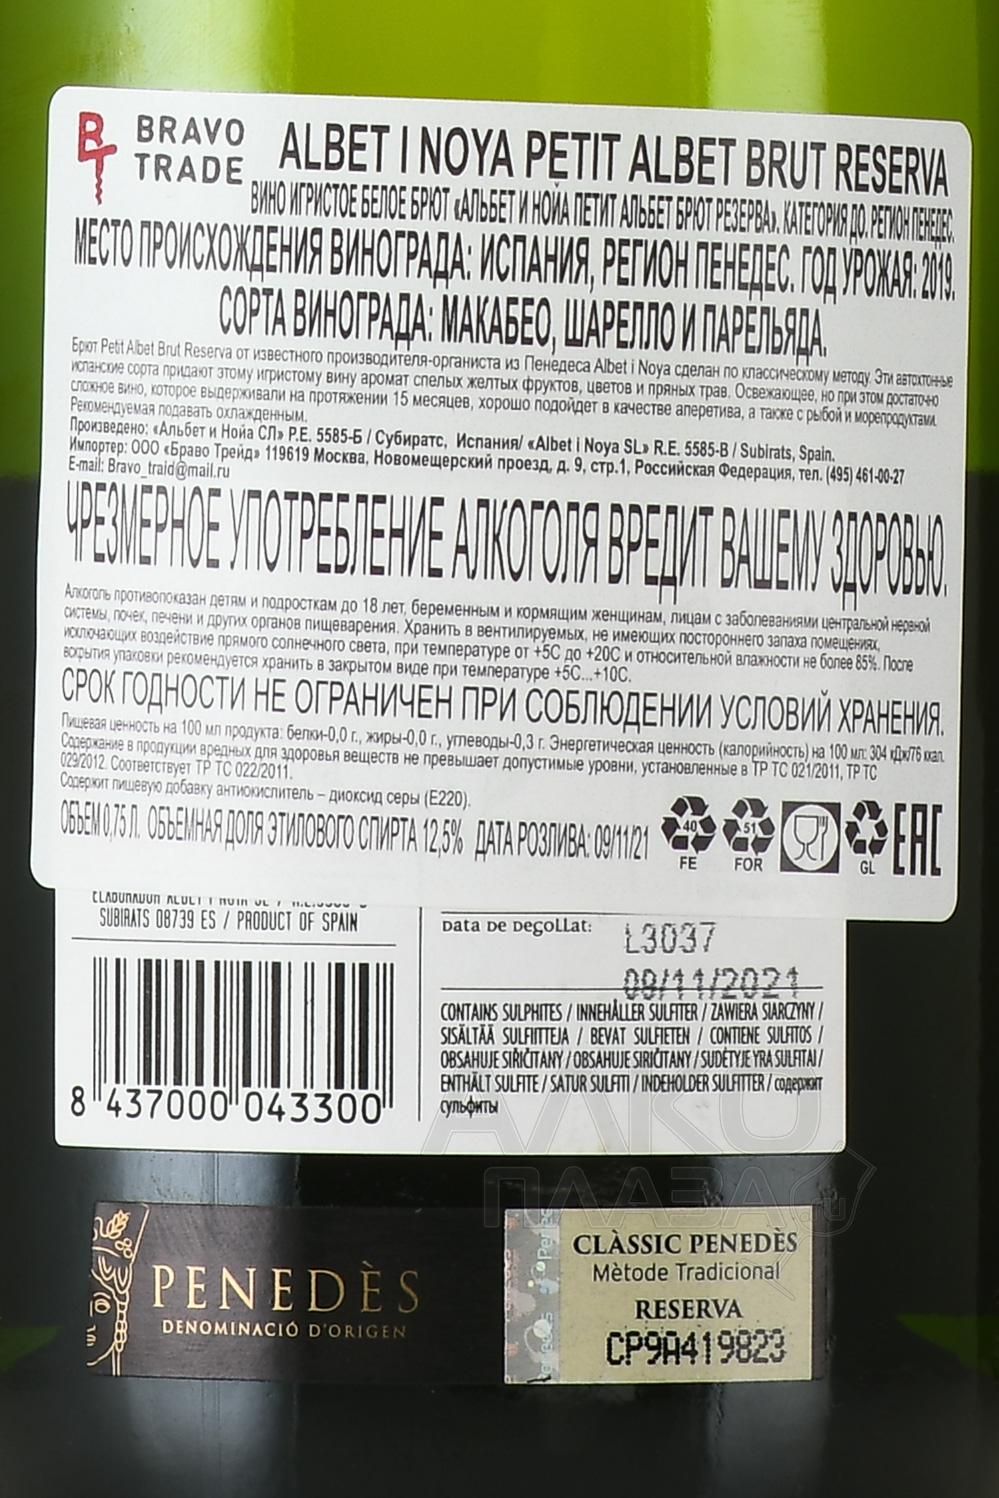 BRAVO
TRADE
ALBET I NOYA PETIT ALBET BRUT RESERVA
ВИНО ИГРИСТОЕ БЕЛОЕ БРЮТ «АЛЬБЕТ И НОЙА ПЕТИТ АЛЬБЕТ БРЮТ РЕЗЕРВА». КАТЕГОРИЯ ДО. РЕГИОН ПЕНЕДЕС.
МЕСТО ПРОИСХОЖДЕНИЯ ВИНОГРАДА: ИСПАНИЯ, РЕГИОН ПЕНЕДЕС. ГОД УРОЖАЯ: 2019.
СОРТА ВИНОГРАДА: МАКАБЕО, ШАРЕЛЛО И ПАРЕЛЬЯДА.
Брют Petit Albet Brut Reserva от известного производителя-органиста из Пенедеса Albet i Noya сделан по классическому методу. Эти автохтонные
испанские сорта придают этому игристому вину аромат спелых желтых фруктов, цветов и пряных трав. Освежающее, но при этом достаточно
сложное вино, которое выдерживали на протяжении 15 месяцев, хорошо подойдет в качестве аперетива, а также с рыбой и морепродуктами.
Рекомендуемая подавать охлажденным.
Произведено: «Альбет и Нойа СЛ» Р.Е. 5585-Б / Субиратс, Испания/ «Albet i Noya SL» R.E. 5585-B / Subirats, Spain.
Импортер: ООО «Браво Трейд» 119619 Москва, Новомещерский проезд, д. 9, стр.1, Российская Федерация, тел. (495) 461-00-27
E-mail: Bravo_traid@mail.ru
ЧРЕЗМЕРНОЕ УПОТРЕБЛЕНИЕ АЛКОГОЛЯ ВРЕДИТ ВАШЕМУ ЗДОРОВЬЮ.
Алкоголь противопоказан детям и подросткам до 18 лет, беременным и кормящим женщинам, лицам с заболеваниями центральной нервной
системы, почек, печени и других органов пищеварения. Хранить в вентилируемых, не имеющих постороннего запаха помещениях,
исключающих воздействие прямого солнечного света, при температуре от +5С до +20С и относительной влажности не более 85%. После
вскрытия упаковки рекомендуется хранить в закрытом виде при температуре +5С...+10С.
СРОК ГОДНОСТИ НЕ ОГРАНИЧЕН ПРИ СОБЛЮДЕНИИ УСЛОВИЙ ХРАНЕНИЯ.
Пищевая ценность на 100 мл продукта: белки-0,0 г., жиры-0,0 г., углеводы-0,3 г. Энергетическая ценность (калорийность) на 100 мл: 304 кДж/76 ккал.
Содержание в продукции вредных для здоровья веществ не превышает допустимые уровни, установленные в ТР ТС 021/2011, ТР ТС
029/2012. Соответствует ТР ТС 022/2011.
Содержит пищевую добавку антиокислитель – диоксид серы (Е220).
ОБЪЕМ 0,75 Л. ОБЪЕМНАЯ ДОЛЯ ЭТИЛОВОГО СПИРТА 12,5% ДАТА РОЗЛИВА: 09/11/21
40 FE 51 FOR GL EAC
SUBIRATS 08739 ES / PRODUCT OF SPAIN
8 437000 043300
Data de Degollat:
L3037
09/11/2021
CONTAINS SULPHITES / INNEHÅLLER SULFITER / ZAWIERA SIARCZYNY /
SISÄLTÄÄ SULFIITTEJA / BEVAT SULFIETEN / CONTIENE SULFITOS /
OBSAHUJE SIŘIČITANY / OBSAHUJE SIRIČITANY / SUDĖTYJE YRA SULFITAI /
ENTHÄLT SULFITE / SATUR SULFITI / INDEHOLDER SULFITTER / содержит
сульфиты
АЛКО
ПЛАЗА.ru
PENEDÈS
DENOMINACIÓ D'ORIGEN
CLÀSSIC PENEDÈS
Mètode Tradicional
RESERVA
CP9A419823